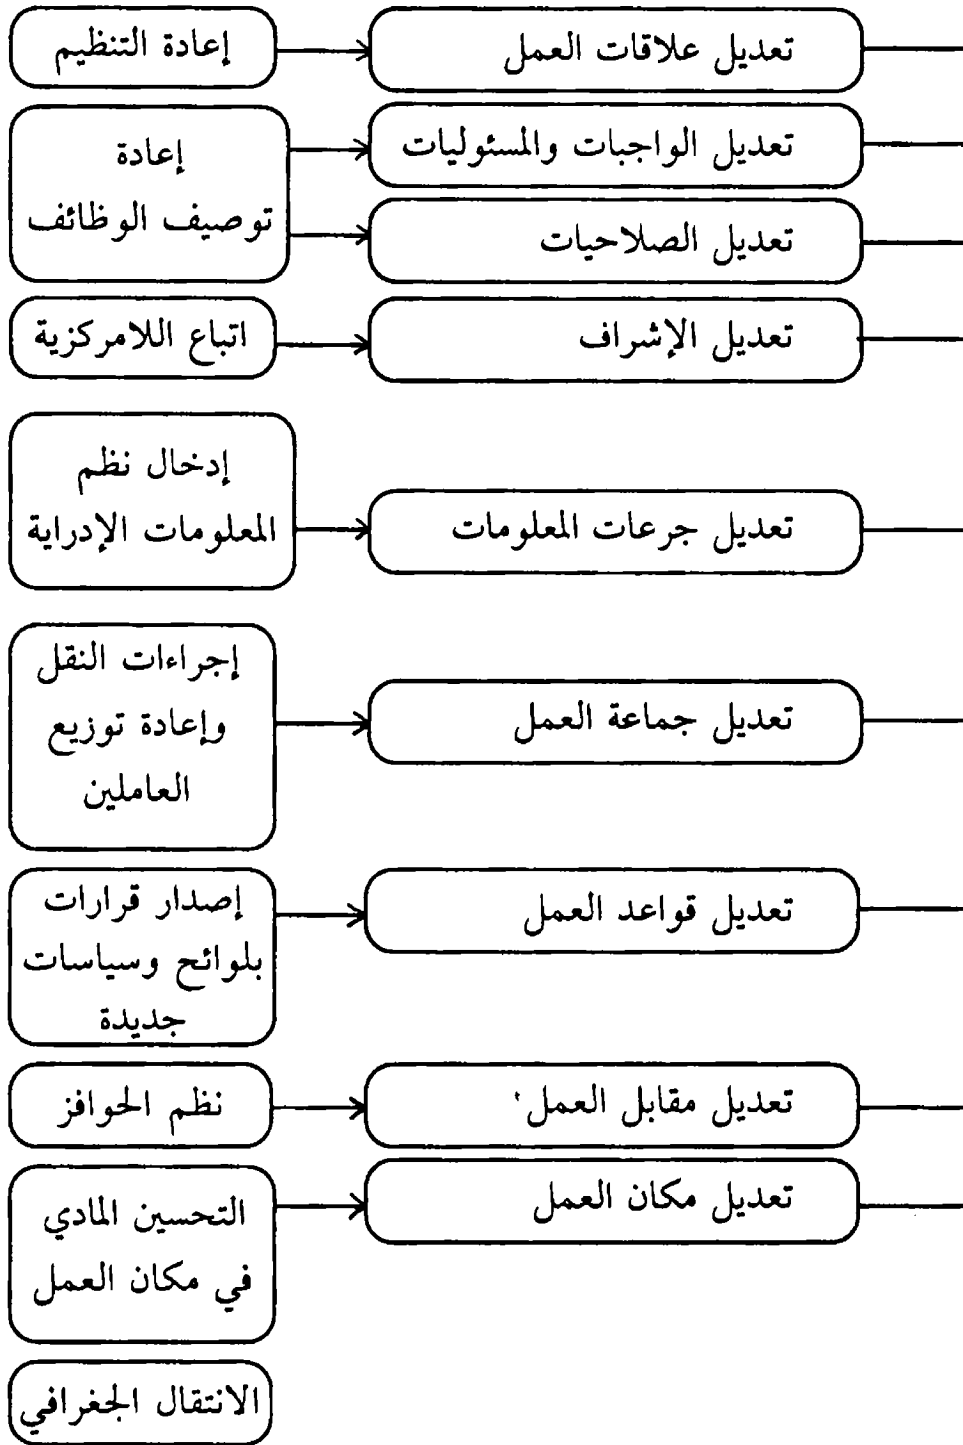 تعديل علاقات العمل
إعادة التنظيم
تعديل الواجبات والمسئوليات
إعادة
توصيف الوظائف
تعديل الصلاحيات
تعديل الإشراف
اتباع اللامركزية
تعديل جرعات المعلومات
إدخال نظم
المعلومات الإدراية
تعديل جماعة العمل
إجراءات النقل
وإعادة توزيع
العاملين
تعديل قواعد العمل
إصدار قرارات
بلوائح وسياسات
جديدة
تعديل مقابل العمل
نظم الحوافز
تعديل مكان العمل
التحسين المادي
في مكان العمل
الانتقال الجغرافي